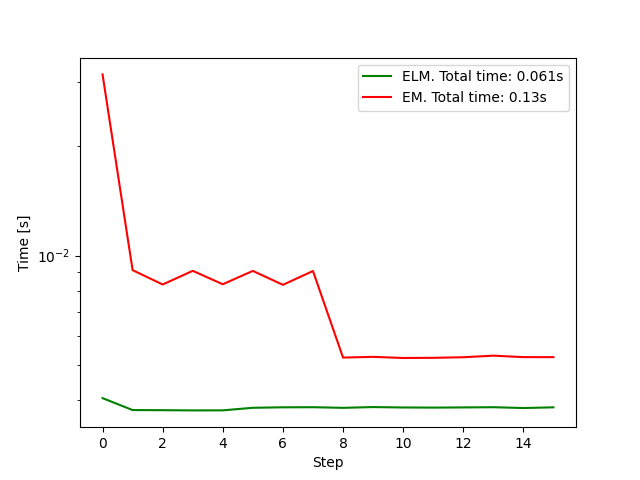 ELM. Total time: 0.061s
EM. Total time: 0.13s
Time [s]
10⁻²
0 2 4 6 8 10 12 14
Step